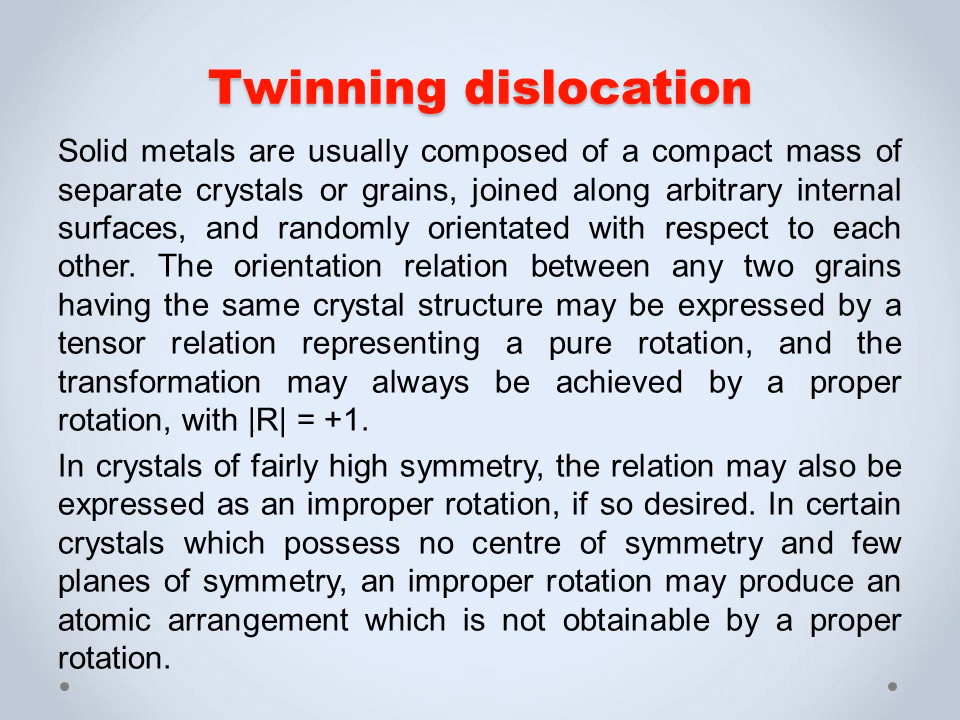 Twinning dislocation
Solid metals are usually composed of a compact mass of
separate crystals or grains, joined along arbitrary internal
surfaces, and randomly orientated with respect to each
other. The orientation relation between any two grains
having the same crystal structure may be expressed by a
tensor relation representing a pure rotation, and the
transformation may always be achieved by a proper
rotation, with |R| = +1.
In crystals of fairly high symmetry, the relation may also be
expressed as an improper rotation, if so desired. In certain
crystals which possess no centre of symmetry and few
planes of symmetry, an improper rotation may produce an
atomic arrangement which is not obtainable by a proper
rotation.